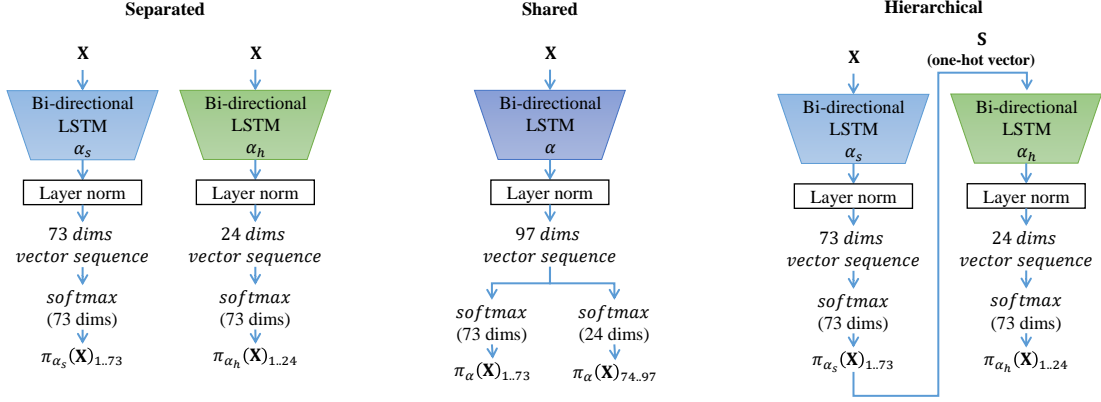 Separated
X
Bi-directional
LSTM
α_s
Layer norm
73 dims
vector sequence
softmax
(73 dims)
π_{α_s}(X)_{1..73}
X
Bi-directional
LSTM
α_h
Layer norm
24 dims
vector sequence
softmax
(73 dims)
π_{α_h}(X)_{1..24}
Shared
X
Bi-directional
LSTM
α
Layer norm
97 dims
vector sequence
softmax
(73 dims)
π_α(X)_{1..73}
softmax
(24 dims)
π_α(X)_{74..97}
Hierarchical
X
Bi-directional
LSTM
α_s
Layer norm
73 dims
vector sequence
softmax
(73 dims)
π_{α_s}(X)_{1..73}
S
(one-hot vector)
Bi-directional
LSTM
α_h
Layer norm
24 dims
vector sequence
softmax
(73 dims)
π_{α_h}(X)_{1..24}